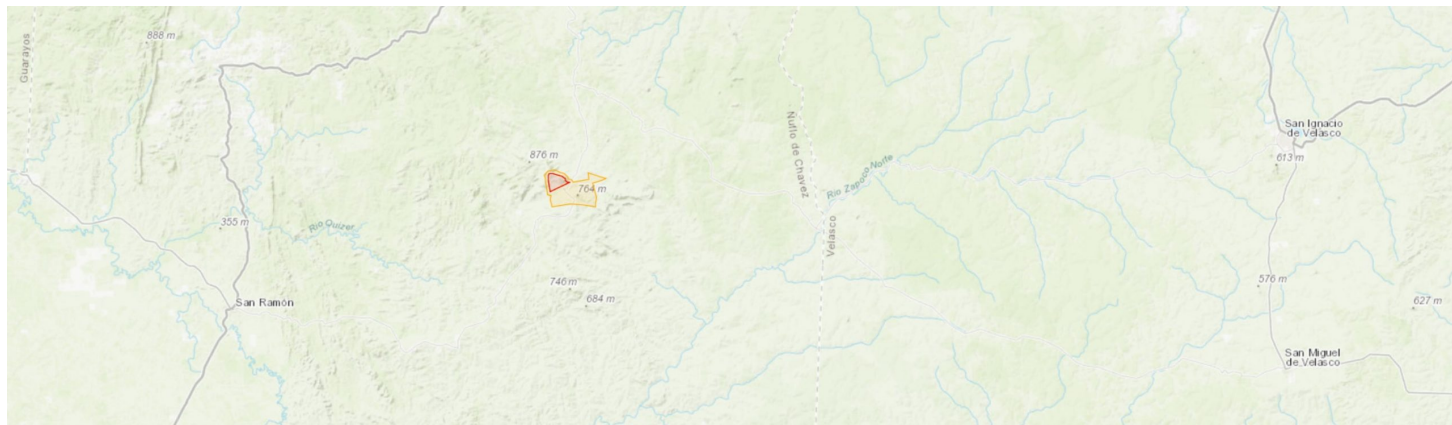 888 m
Guarayos
San Ignacio
de Velasco
876 m
613 m
Ñuflo de Chavez
Rio Zapoco Norte
764 m
355 m
Rio Quizer
Velasco
746 m
684 m
576 m
San Ramón
627 m
San Miguel
de Velasco